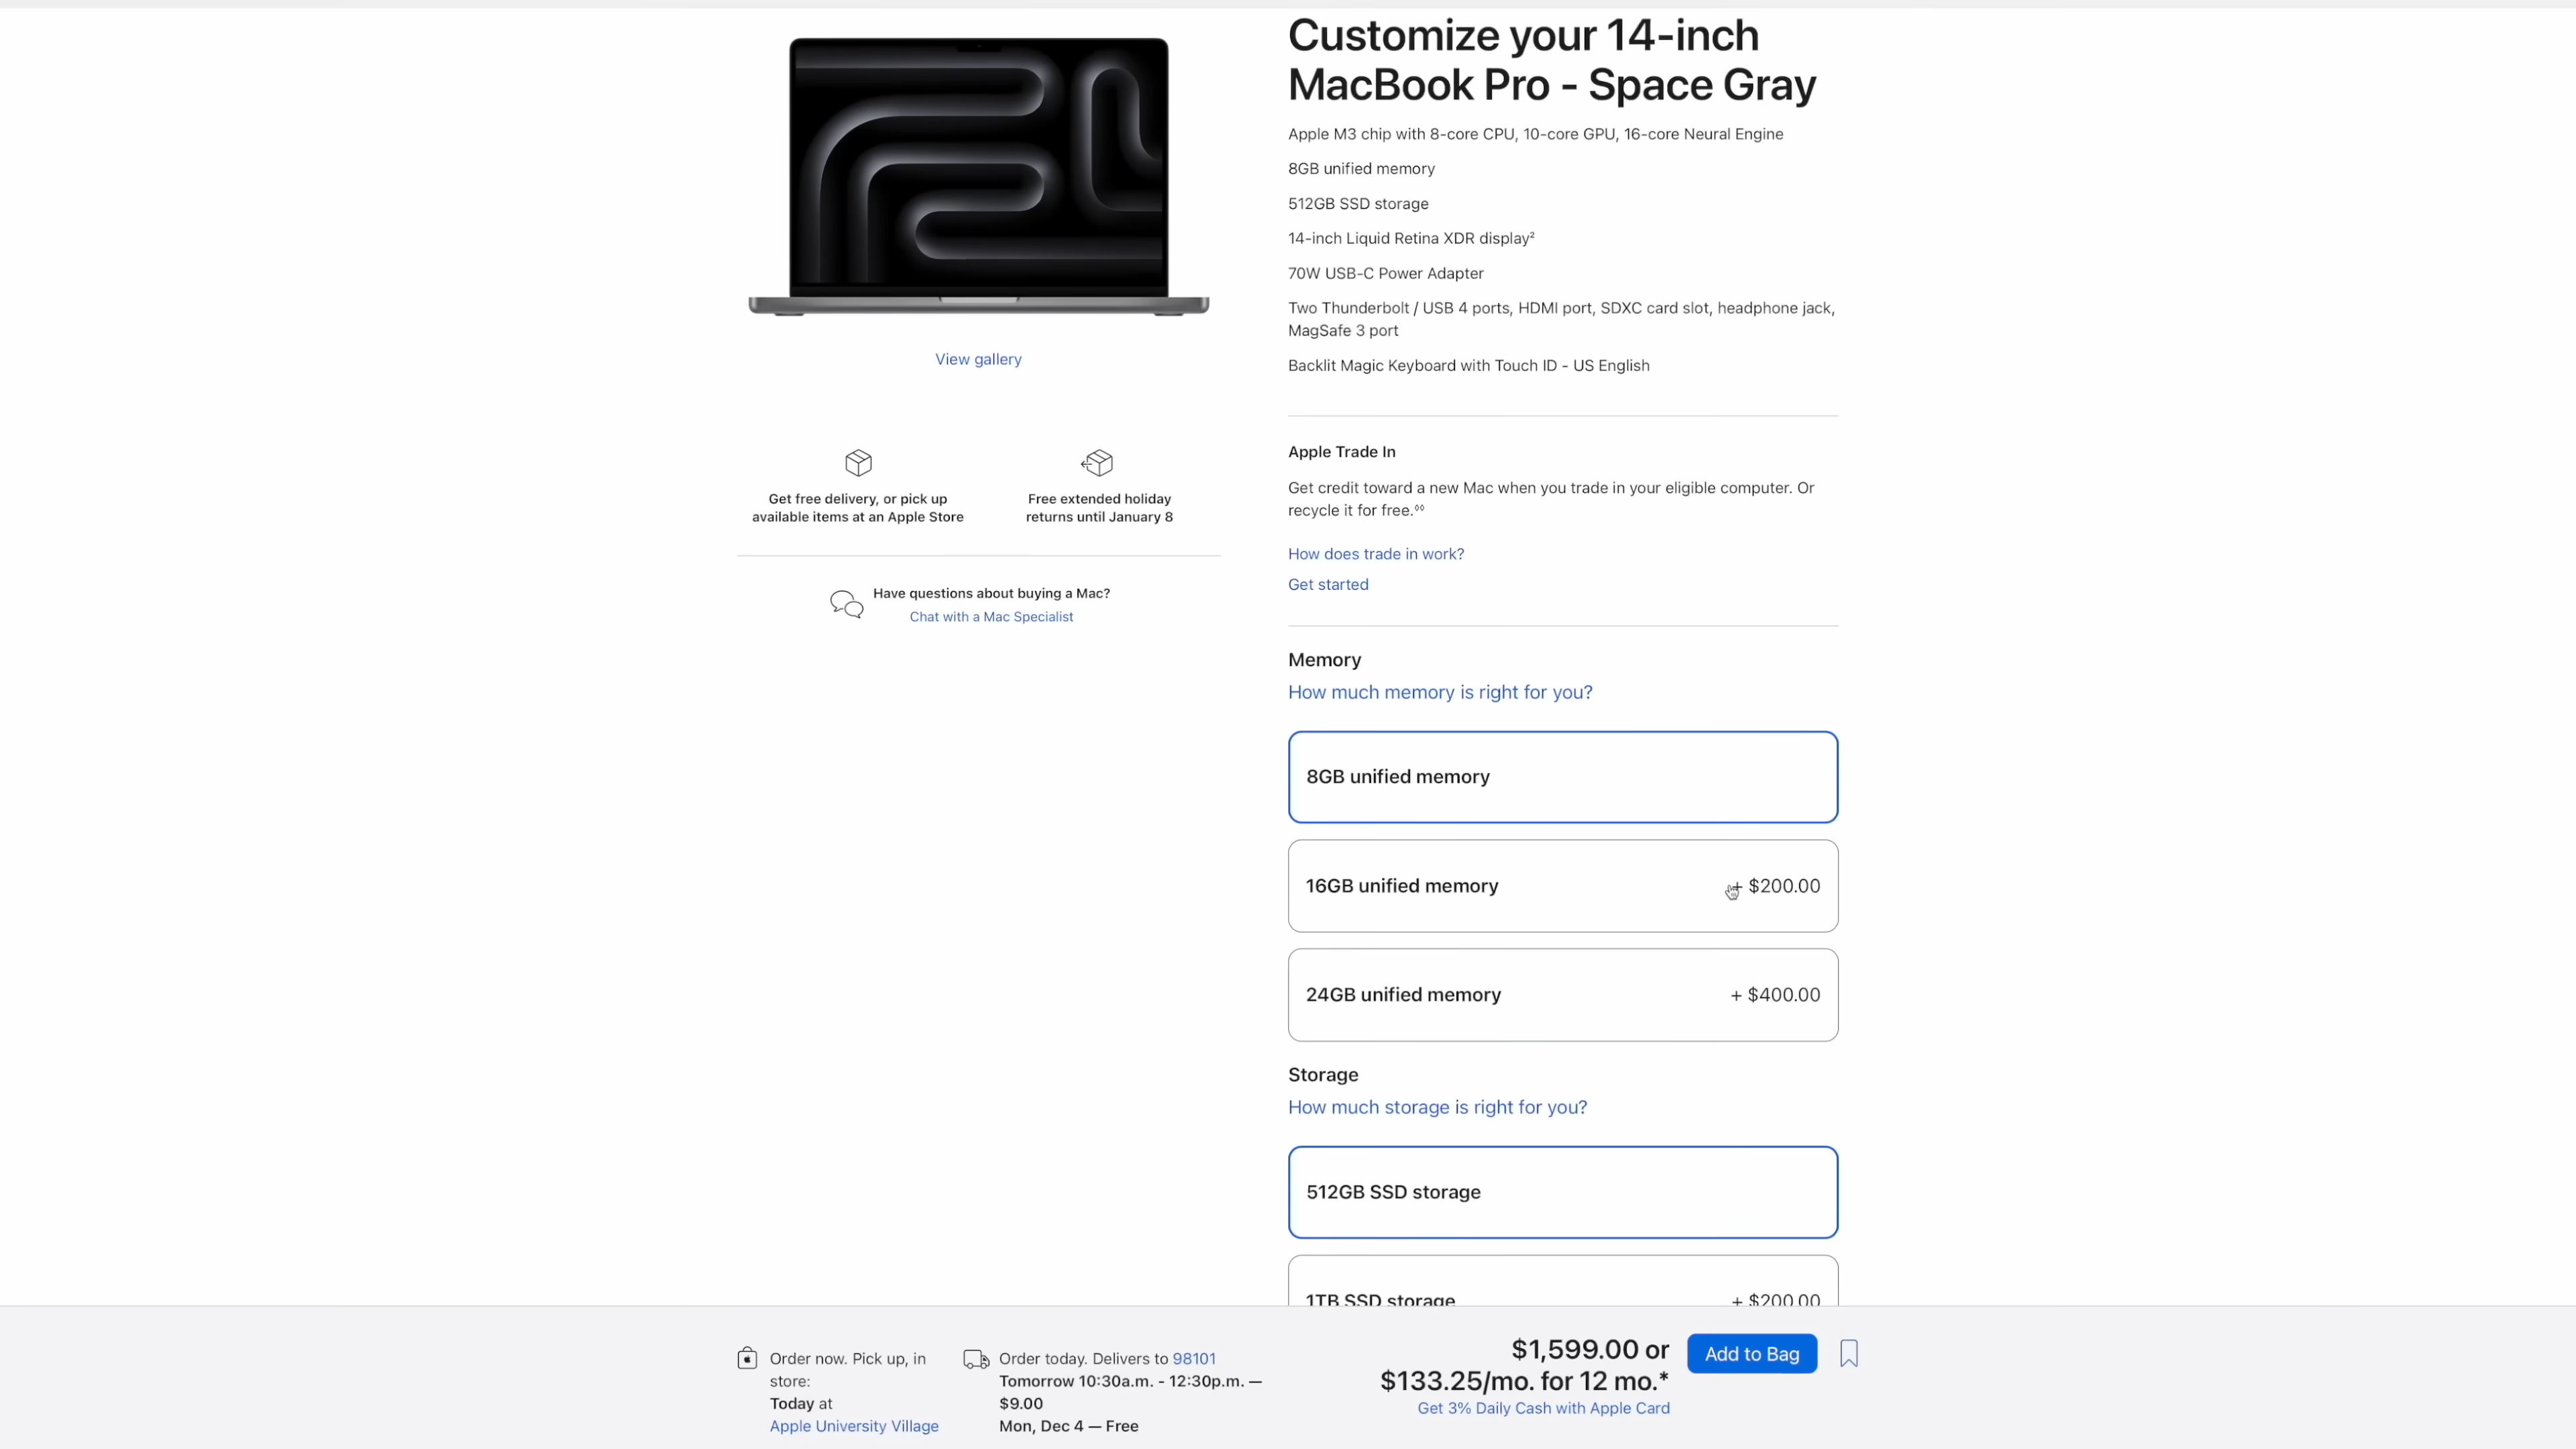 Customize your 14-inch
MacBook Pro - Space Gray
Apple M3 chip with 8-core CPU, 10-core GPU, 16-core Neural Engine
8GB unified memory
512GB SSD storage
14-inch Liquid Retina XDR display²
70W USB-C Power Adapter
Two Thunderbolt / USB 4 ports, HDMI port, SDXC card slot, headphone jack,
MagSafe 3 port
Backlit Magic Keyboard with Touch ID - US English
View gallery
Get free delivery, or pick up
available items at an Apple Store
Free extended holiday
returns until January 8
Have questions about buying a Mac?
Chat with a Mac Specialist
Apple Trade In
Get credit toward a new Mac when you trade in your eligible computer. Or
recycle it for free.◊◊
How does trade in work?
Get started
Memory
How much memory is right for you?
8GB unified memory
16GB unified memory + $200.00
24GB unified memory + $400.00
Storage
How much storage is right for you?
512GB SSD storage
1TB SSD storage + $200.00
Order now. Pick up, in
store:
Today at
Apple University Village
Order today. Delivers to 98101
Tomorrow 10:30a.m. - 12:30p.m. —
$9.00
Mon, Dec 4 — Free
$1,599.00 or
$133.25/mo. for 12 mo.*
Get 3% Daily Cash with Apple Card
Add to Bag